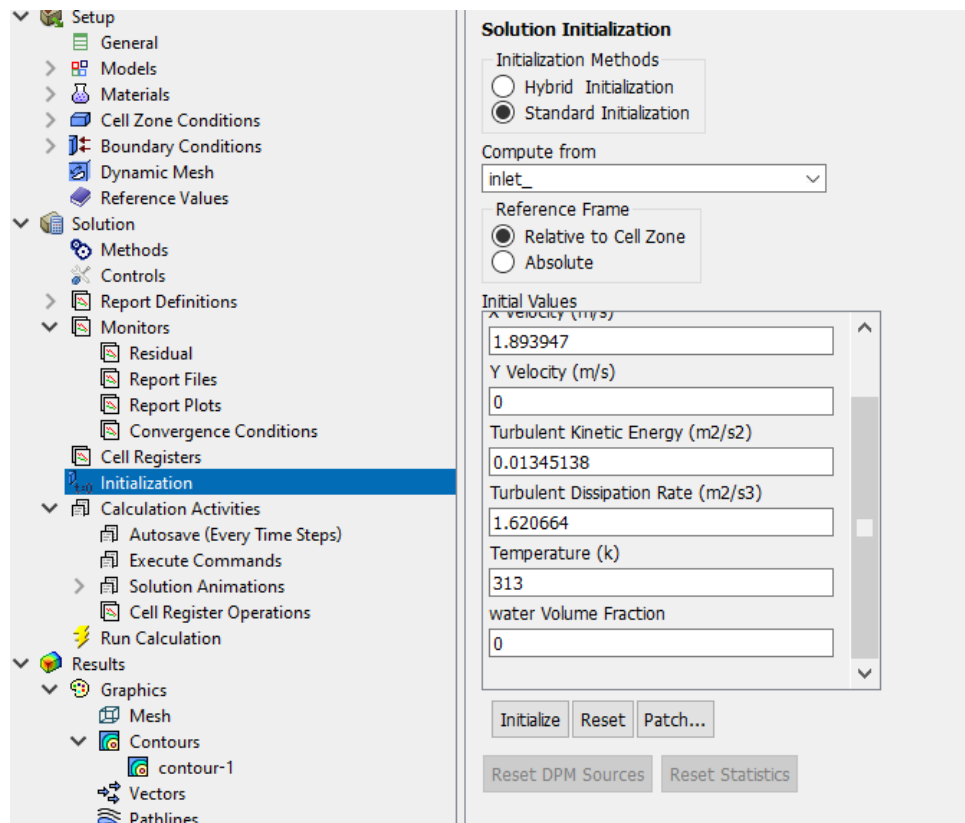 Setup
General
Models
Materials
Cell Zone Conditions
Boundary Conditions
Dynamic Mesh
Reference Values
Solution
Methods
Controls
Report Definitions
Monitors
Residual
Report Files
Report Plots
Convergence Conditions
Cell Registers
Initialization
Calculation Activities
Autosave (Every Time Steps)
Execute Commands
Solution Animations
Cell Register Operations
Run Calculation
Results
Graphics
Mesh
Contours
contour-1
Vectors
Pathlines
Solution Initialization
Initialization Methods
Hybrid Initialization
Standard Initialization
Compute from
inlet_
Reference Frame
Relative to Cell Zone
Absolute
Initial Values
X Velocity (m/s)
1.893947
Y Velocity (m/s)
0
Turbulent Kinetic Energy (m2/s2)
0.01345138
Turbulent Dissipation Rate (m2/s3)
1.620664
Temperature (k)
313
water Volume Fraction
0
Initialize Reset Patch...
Reset DPM Sources Reset Statistics